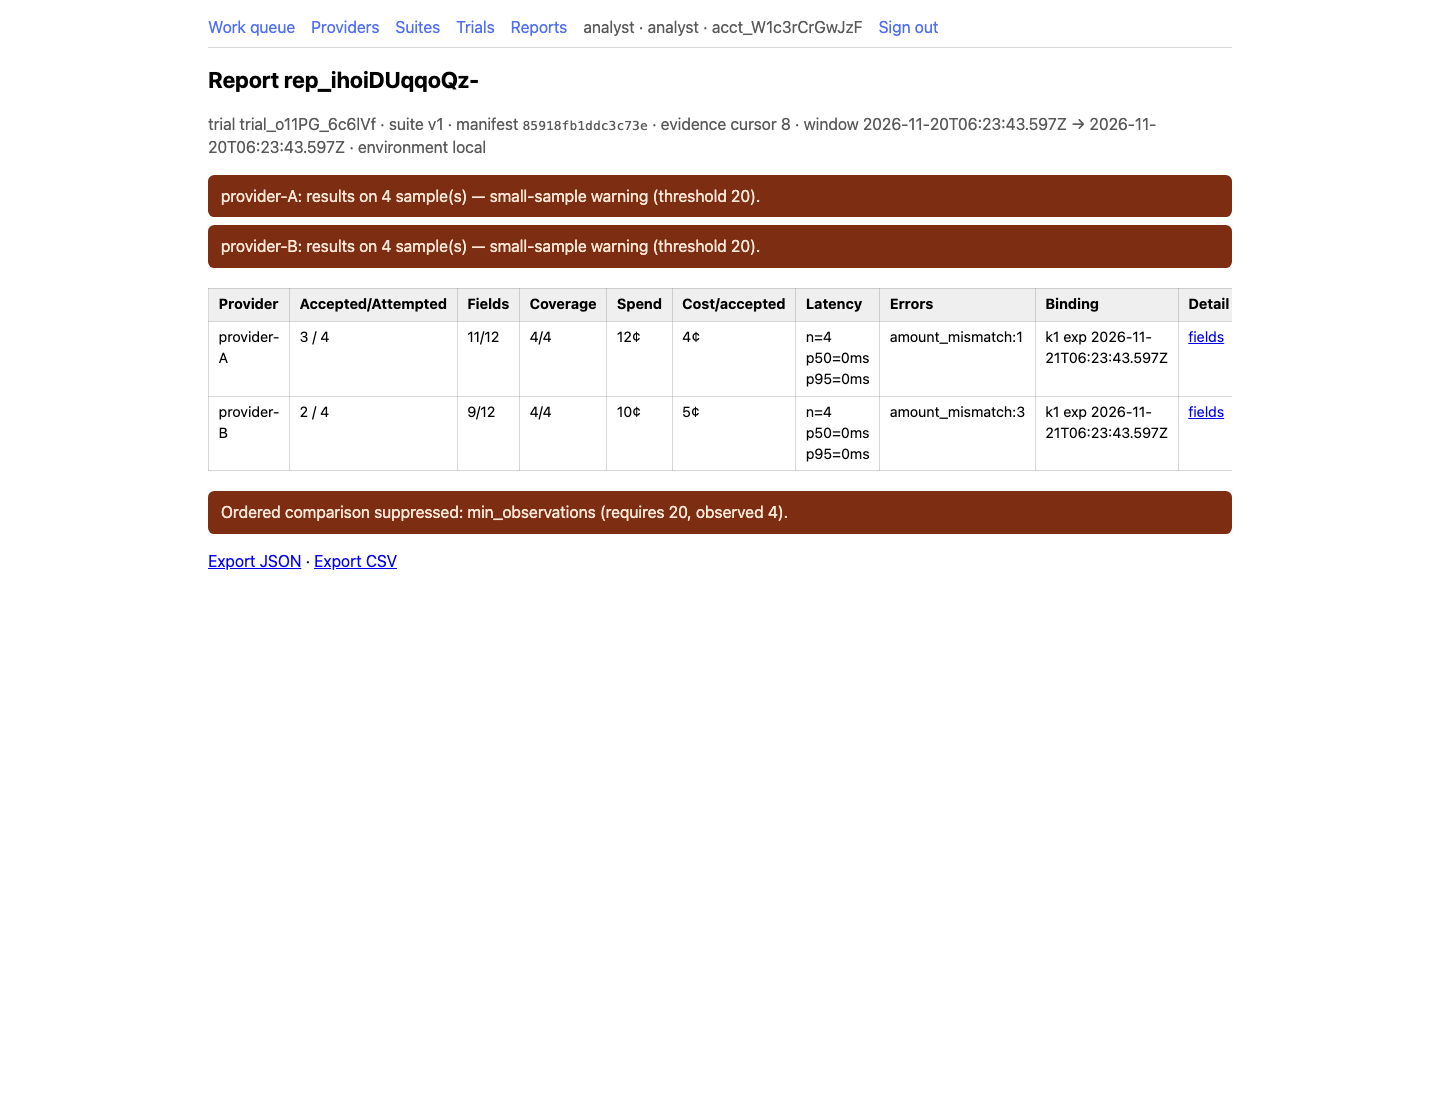 Work queue Providers Suites Trials Reports analyst · analyst · acct_W1c3rCrGwJzF Sign out
Report rep_ihoiDUqqoQz-
trial trial_o11PG_6c6lVf · suite v1 · manifest 85918fb1ddc3c73e · evidence cursor 8 · window 2026-11-20T06:23:43.597Z → 2026-11-
20T06:23:43.597Z · environment local
provider-A: results on 4 sample(s) — small-sample warning (threshold 20).
provider-B: results on 4 sample(s) — small-sample warning (threshold 20).
Provider Accepted/Attempted Fields Coverage Spend Cost/accepted Latency Errors Binding Detail
provider- 3 / 4 11/12 4/4 12¢ 4¢ n=4 amount_mismatch:1 k1 exp 2026-11- fields
A p50=0ms 21T06:23:43.597Z
p95=0ms
provider- 2 / 4 9/12 4/4 10¢ 5¢ n=4 amount_mismatch:3 k1 exp 2026-11- fields
B p50=0ms 21T06:23:43.597Z
p95=0ms
Ordered comparison suppressed: min_observations (requires 20, observed 4).
Export JSON · Export CSV